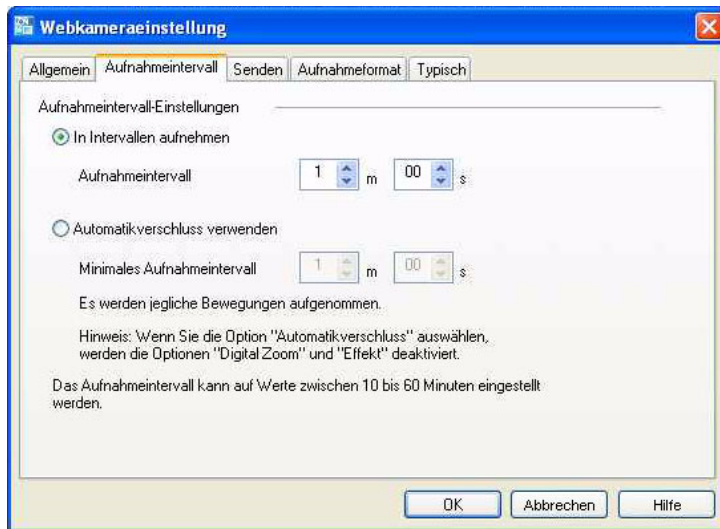 Webkameraeinstellung
Allgemein Aufnahmeintervall Senden Aufnahmeformat Typisch
Aufnahmeintervall-Einstellungen
In Intervallen aufnehmen
Aufnahmeintervall 1 m 00 s
Automatikverschluss verwenden
Minimales Aufnahmeintervall 1 m 00 s
Es werden jegliche Bewegungen aufgenommen.
Hinweis: Wenn Sie die Option "Automatikverschluss" auswählen,
werden die Optionen "Digital Zoom" und "Effekt" deaktiviert.
Das Aufnahmeintervall kann auf Werte zwischen 10 bis 60 Minuten eingestellt
werden.
OK Abbrechen Hilfe